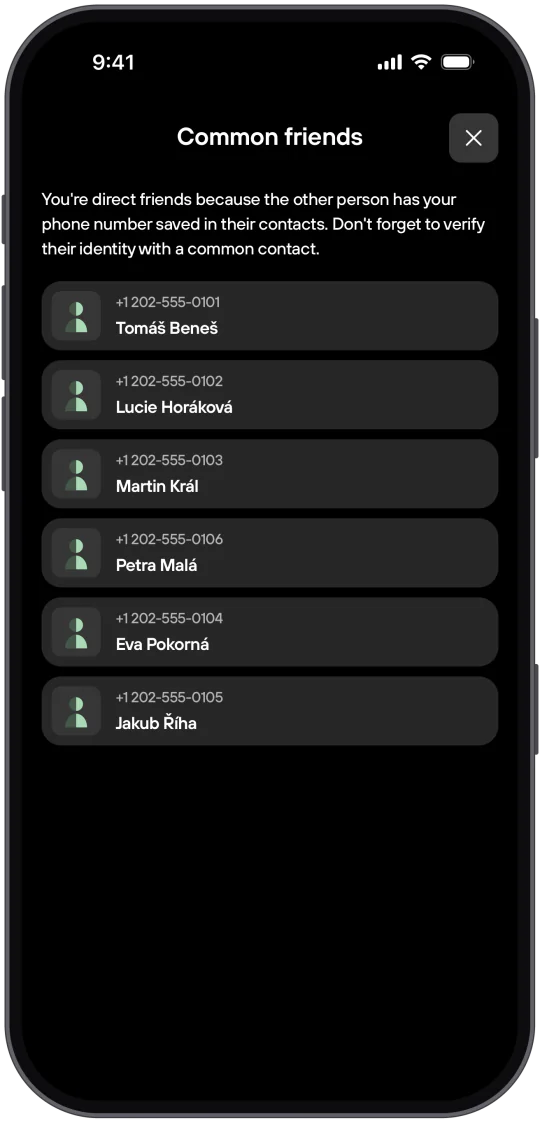 9:41
Common friends
You're direct friends because the other person has your
phone number saved in their contacts. Don't forget to verify
their identity with a common contact.
+1 202-555-0101
Tomáš Beneš
+1 202-555-0102
Lucie Horáková
+1 202-555-0103
Martin Král
+1 202-555-0106
Petra Malá
+1 202-555-0104
Eva Pokorná
+1 202-555-0105
Jakub Říha